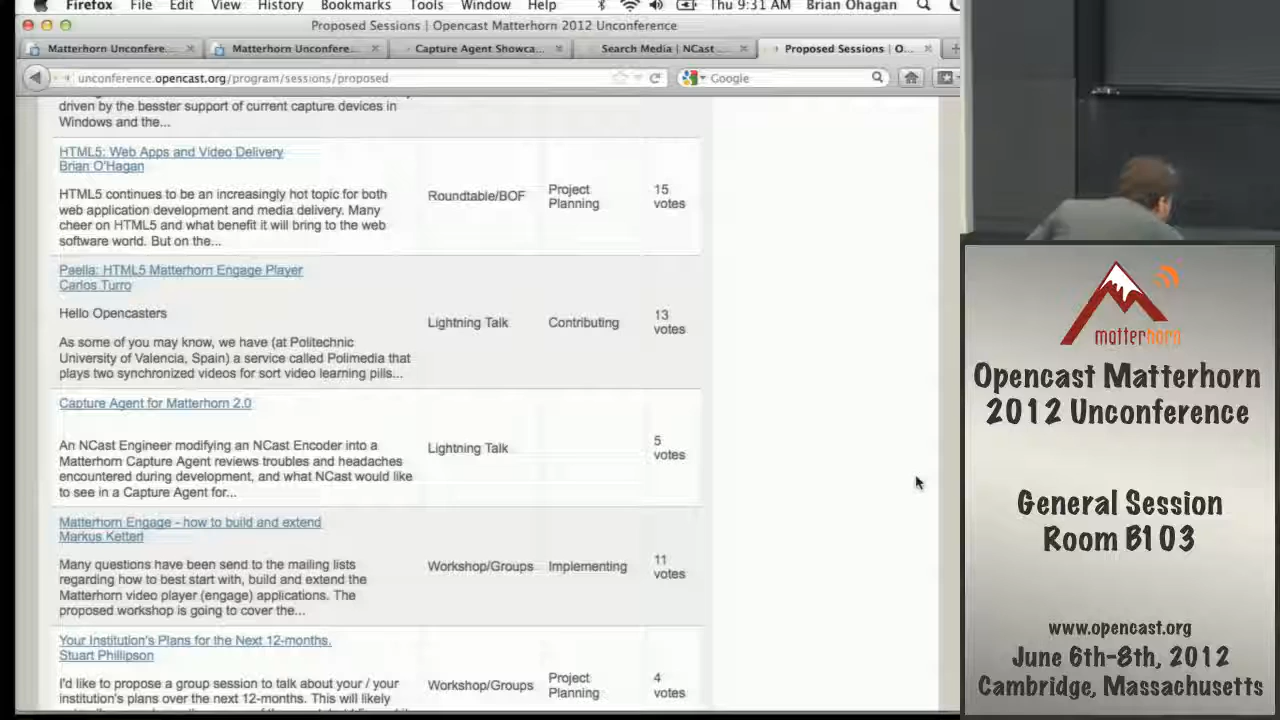 Firefox File Edit View History Bookmarks Tools Window Help Thu 9:31 AM Brian Ohagan
Proposed Sessions | Opencast Matterhorn 2012 Unconference
Matterhorn Unconfere... Matterhorn Unconfere... Capture Agent Showca... Search Media | NCast ... Proposed Sessions | O...
unconference.opencast.org/program/sessions/proposed Google
driven by the besster support of current capture devices in
Windows and the...
HTML5: Web Apps and Video Delivery
Brian O'Hagan
HTML5 continues to be an increasingly hot topic for both
web application development and media delivery. Many
cheer on HTML5 and what benefit it will bring to the web
software world. But on the...
Roundtable/BOF
Project
Planning
15
votes
Paella: HTML5 Matterhorn Engage Player
Carlos Turro
Hello Opencasters
As some of you may know, we have (at Politechnic
University of Valencia, Spain) a service called Polimedia that
plays two synchronized videos for sort video learning pills...
Lightning Talk
Contributing
13
votes
Capture Agent for Matterhorn 2.0
An NCast Engineer modifying an NCast Encoder into a
Matterhorn Capture Agent reviews troubles and headaches
encountered during development, and what NCast would like
to see in a Capture Agent for...
Lightning Talk
5
votes
Matterhorn Engage - how to build and extend
Markus Ketterl
Many questions have been send to the mailing lists
regarding how to best start with, build and extend the
Matterhorn video player (engage) applications. The
proposed workshop is going to cover the...
Workshop/Groups
Implementing
11
votes
Your Institution's Plans for the Next 12-months.
Stuart Phillipson
I'd like to propose a group session to talk about your / your
institution's plans over the next 12-months. This will likely
Workshop/Groups
Project
Planning
4
votes
matterhorn
Opencast Matterhorn
2012 Unconference
General Session
Room B103
www.opencast.org
June 6th-8th, 2012
Cambridge, Massachusetts